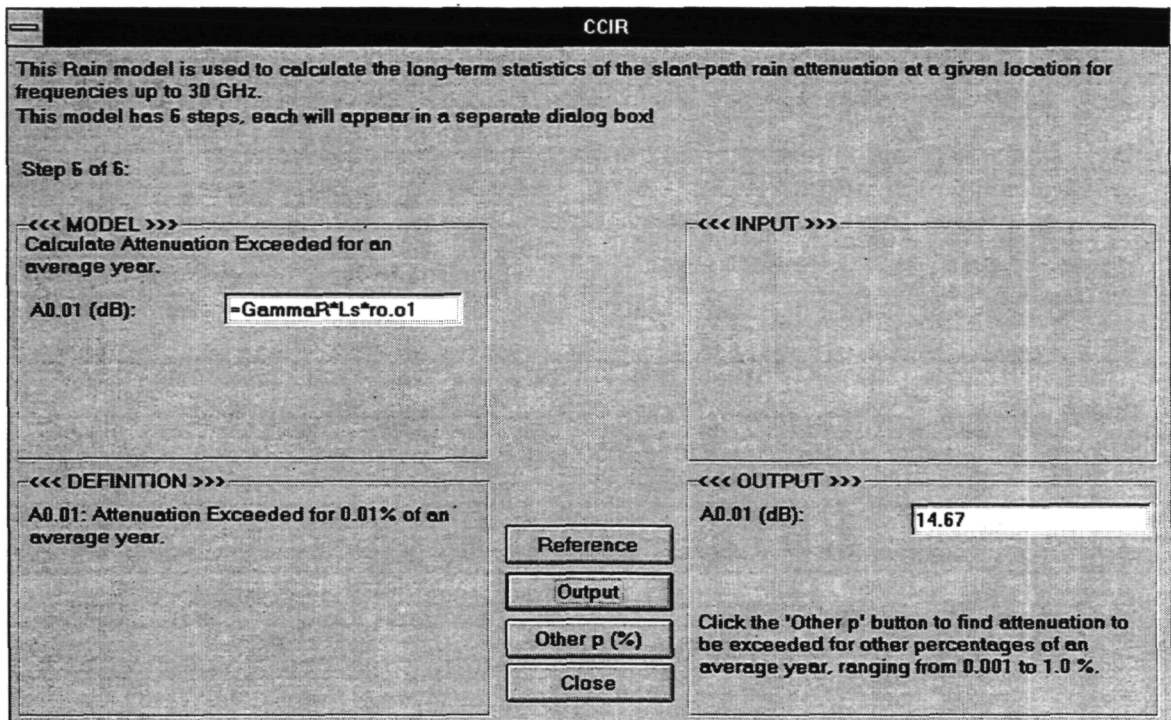 CCIR
This Rain model is used to calculate the long-term statistics of the slant-path rain attenuation at a given location for
frequencies up to 30 GHz.
This model has 6 steps, each will appear in a seperate dialog box!
Step 6 of 6:
<<< MODEL >>>
Calculate Attenuation Exceeded for an
average year.
A0.01 (dB):
=GammaR*Ls*ro.o1
<<< INPUT >>>
<<< DEFINITION >>>
A0.01: Attenuation Exceeded for 0.01% of an
average year.
Reference
Output
Other p (%)
Close
<<< OUTPUT >>>
A0.01 (dB):
14.67
Click the 'Other p' button to find attenuation to
be exceeded for other percentages of an
average year, ranging from 0.001 to 1.0 %.